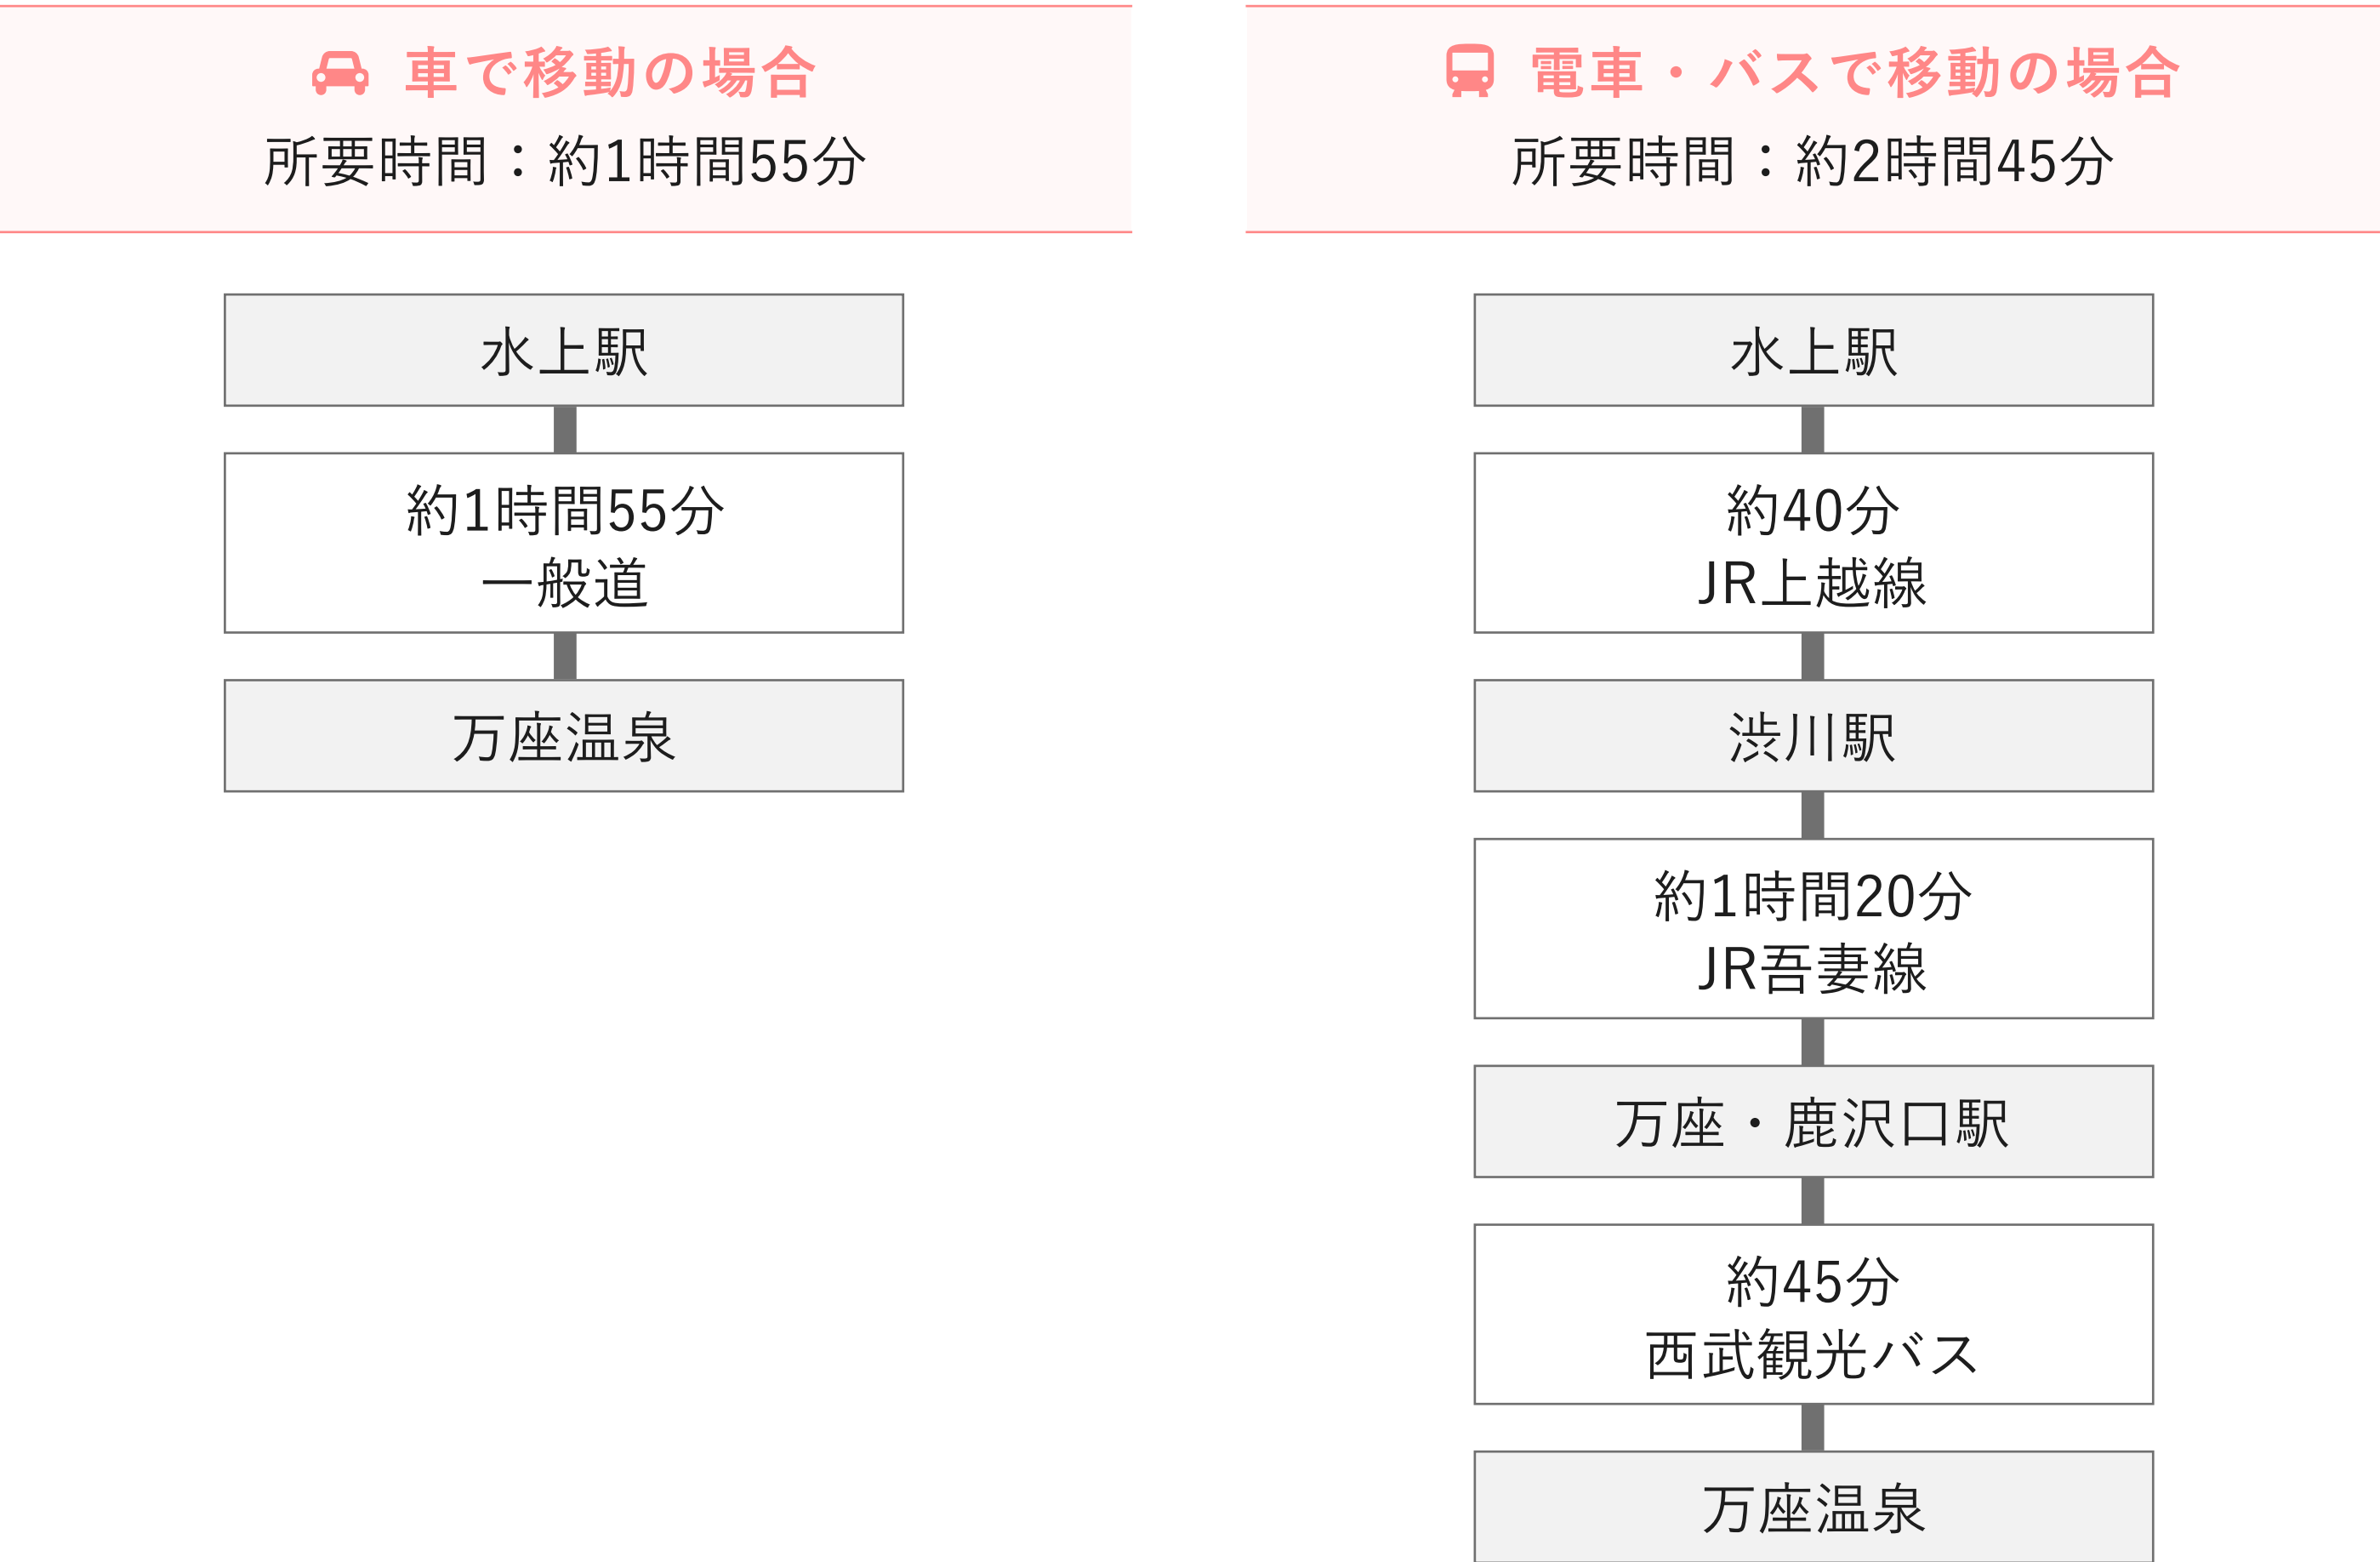 車で移動の場合
所要時間：約1時間55分
水上駅
約1時間55分
一般道
万座温泉
電車・バスで移動の場合
所要時間：約2時間45分
水上駅
約40分
JR上越線
渋川駅
約1時間20分
JR吾妻線
万座・鹿沢口駅
約45分
西武観光バス
万座温泉